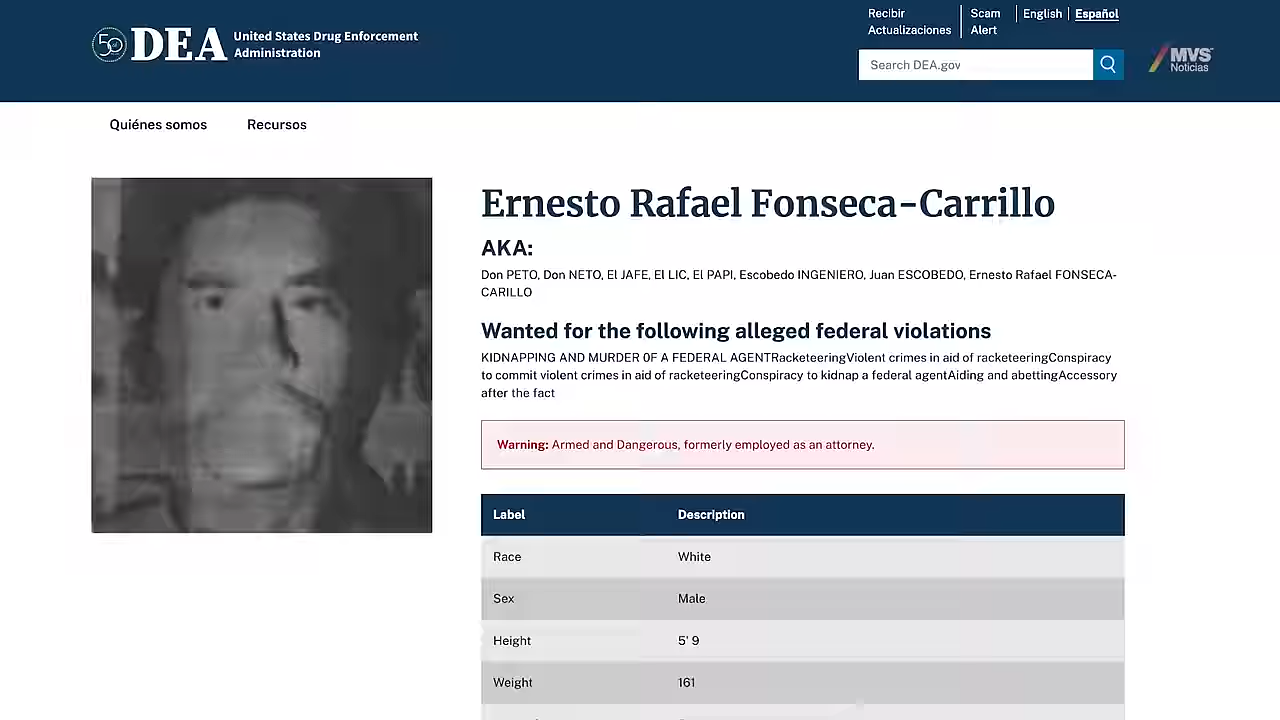 50
DEA
United States Drug Enforcement
Administration
Recibir
Actualizaciones
Scam
Alert
English
Español
Search DEA.gov
MVS
Noticias
Quiénes somos
Recursos
Ernesto Rafael Fonseca-Carrillo
AKA:
Don PETO, Don NETO, El JAFE, El LIC, El PAPI, Escobedo INGENIERO, Juan ESCOBEDO, Ernesto Rafael FONSECA-
CARILLO
Wanted for the following alleged federal violations
KIDNAPPING AND MURDER 0F A FEDERAL AGENTRacketeeringViolent crimes in aid of racketeeringConspiracy
to commit violent crimes in aid of racketeeringConspiracy to kidnap a federal agentAiding and abettingAccessory
after the fact
Warning: Armed and Dangerous, formerly employed as an attorney.
Label Description
Race White
Sex Male
Height 5' 9
Weight 161